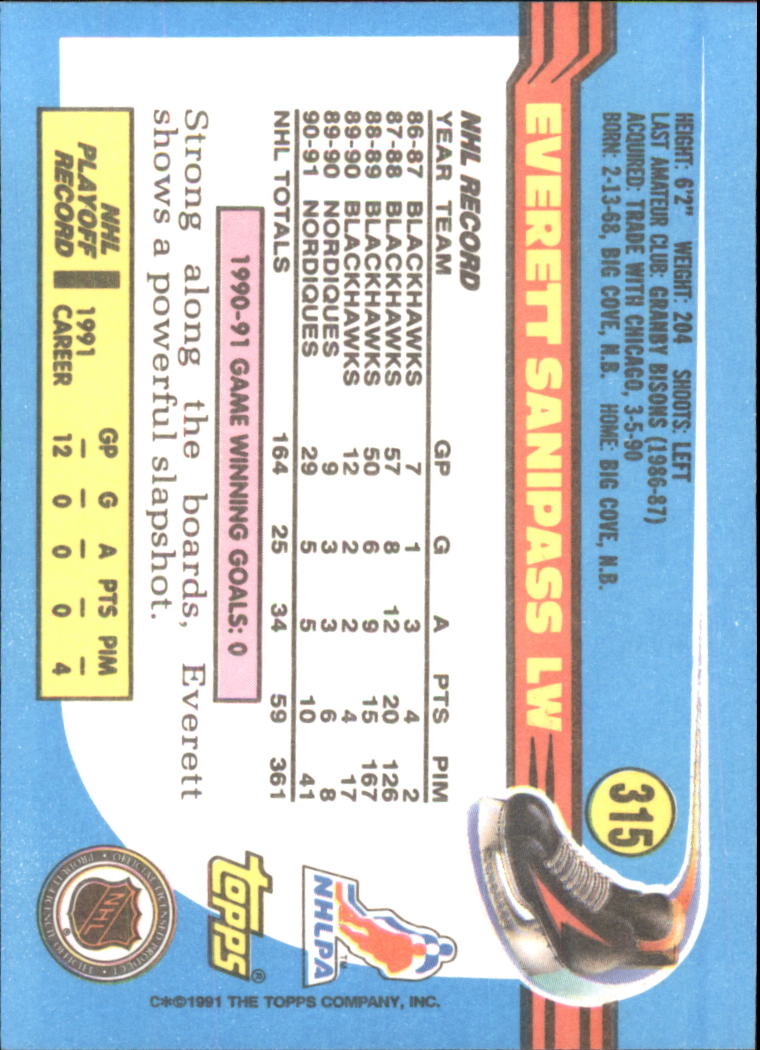 HEIGHT: 6'2" WEIGHT: 204 SHOOTS: LEFT
LAST AMATEUR CLUB: GRANBY BISONS (1986-87)
ACQUIRED: TRADE WITH CHICAGO, 3-5-90
BORN: 2-13-68, BIG COVE, N.B. HOME: BIG COVE, N.B.
315
EVERETT SANIPASS LW
NHL RECORD
YEAR TEAM GP G A PTS PIM
86-87 BLACKHAWKS 7 1 3 4 2
87-88 BLACKHAWKS 57 8 12 20 126
88-89 BLACKHAWKS 50 6 9 15 167
89-90 BLACKHAWKS 12 2 2 4 17
89-90 NORDIQUES 9 3 3 6 8
90-91 NORDIQUES 29 5 5 10 41
NHL TOTALS 164 25 34 59 361
1990-91 GAME WINNING GOALS: 0
Strong along the boards, Everett
shows a powerful slapshot.
NHL PLAYOFF RECORD
GP G A PTS PIM
1991 — — — — —
CAREER 12 0 0 0 4
NHLPA™
TOPPS®
NHL®
OFFICIAL LICENSED PRODUCT
C*©1991 THE TOPPS COMPANY, INC.